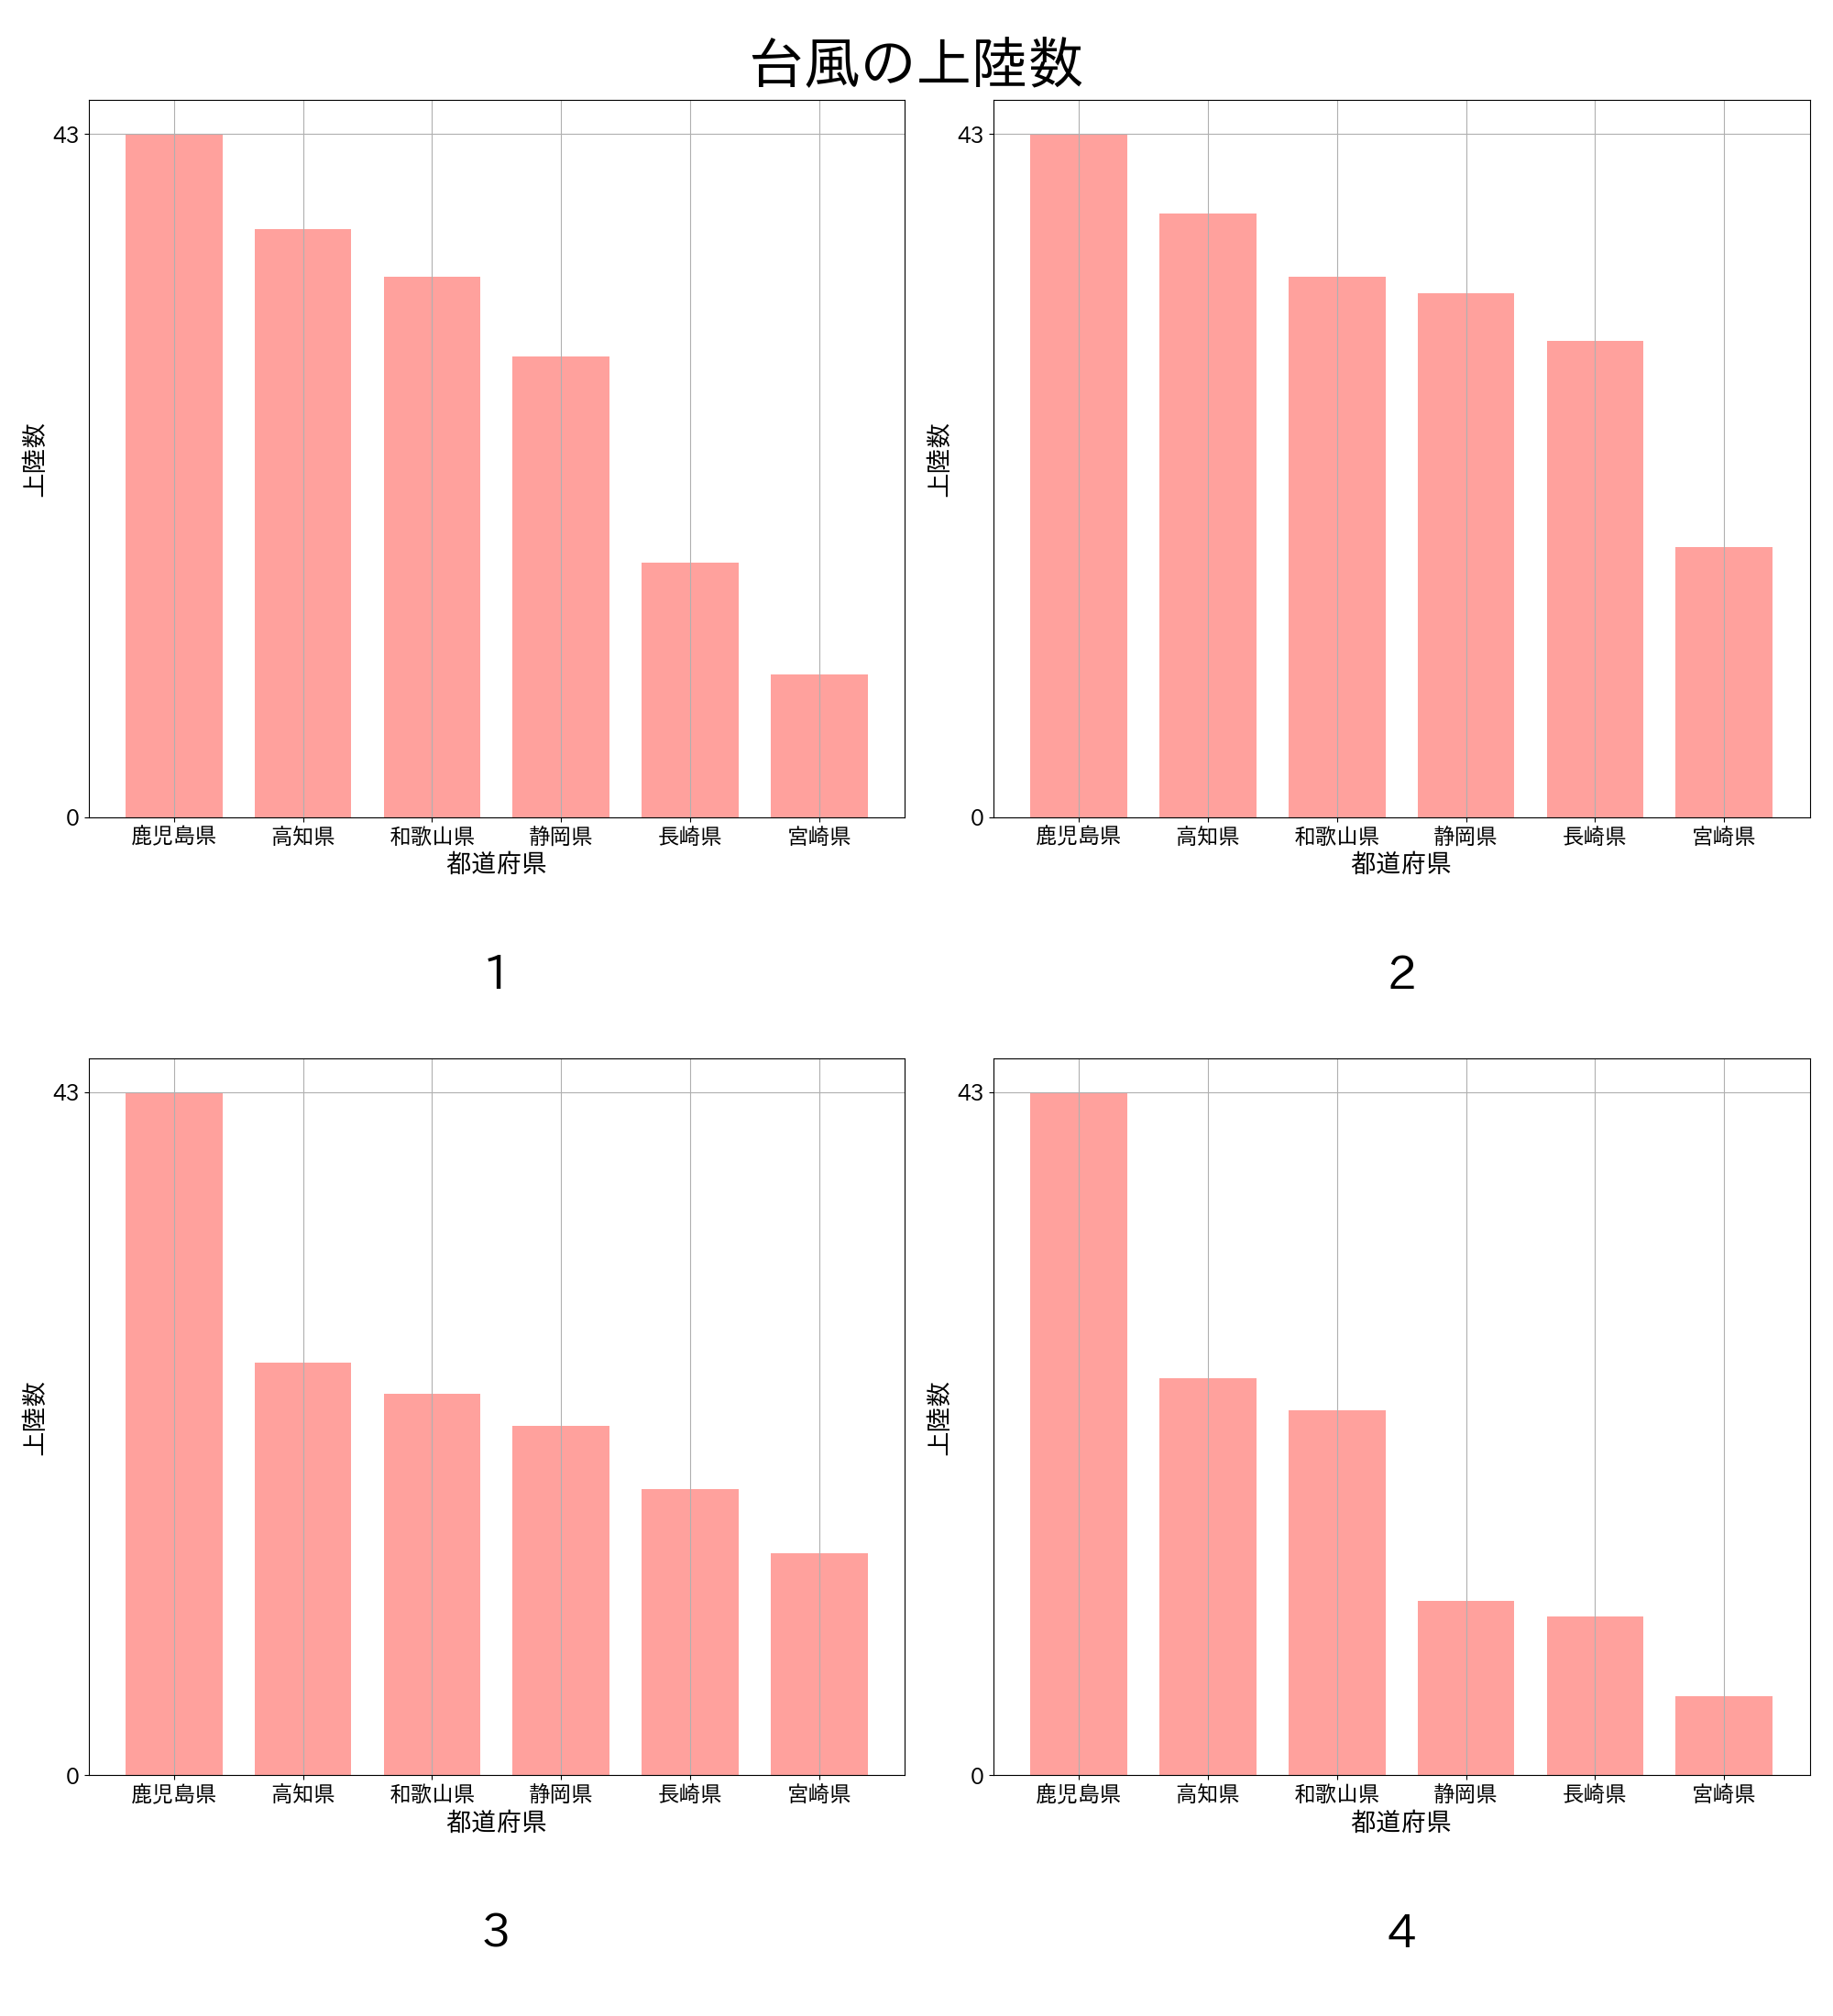 台風の上陸数
43
0
上陸数
鹿児島県 高知県 和歌山県 静岡県 長崎県 宮崎県
都道府県
1
43
0
上陸数
鹿児島県 高知県 和歌山県 静岡県 長崎県 宮崎県
都道府県
2
43
0
上陸数
鹿児島県 高知県 和歌山県 静岡県 長崎県 宮崎県
都道府県
3
43
0
上陸数
鹿児島県 高知県 和歌山県 静岡県 長崎県 宮崎県
都道府県
4